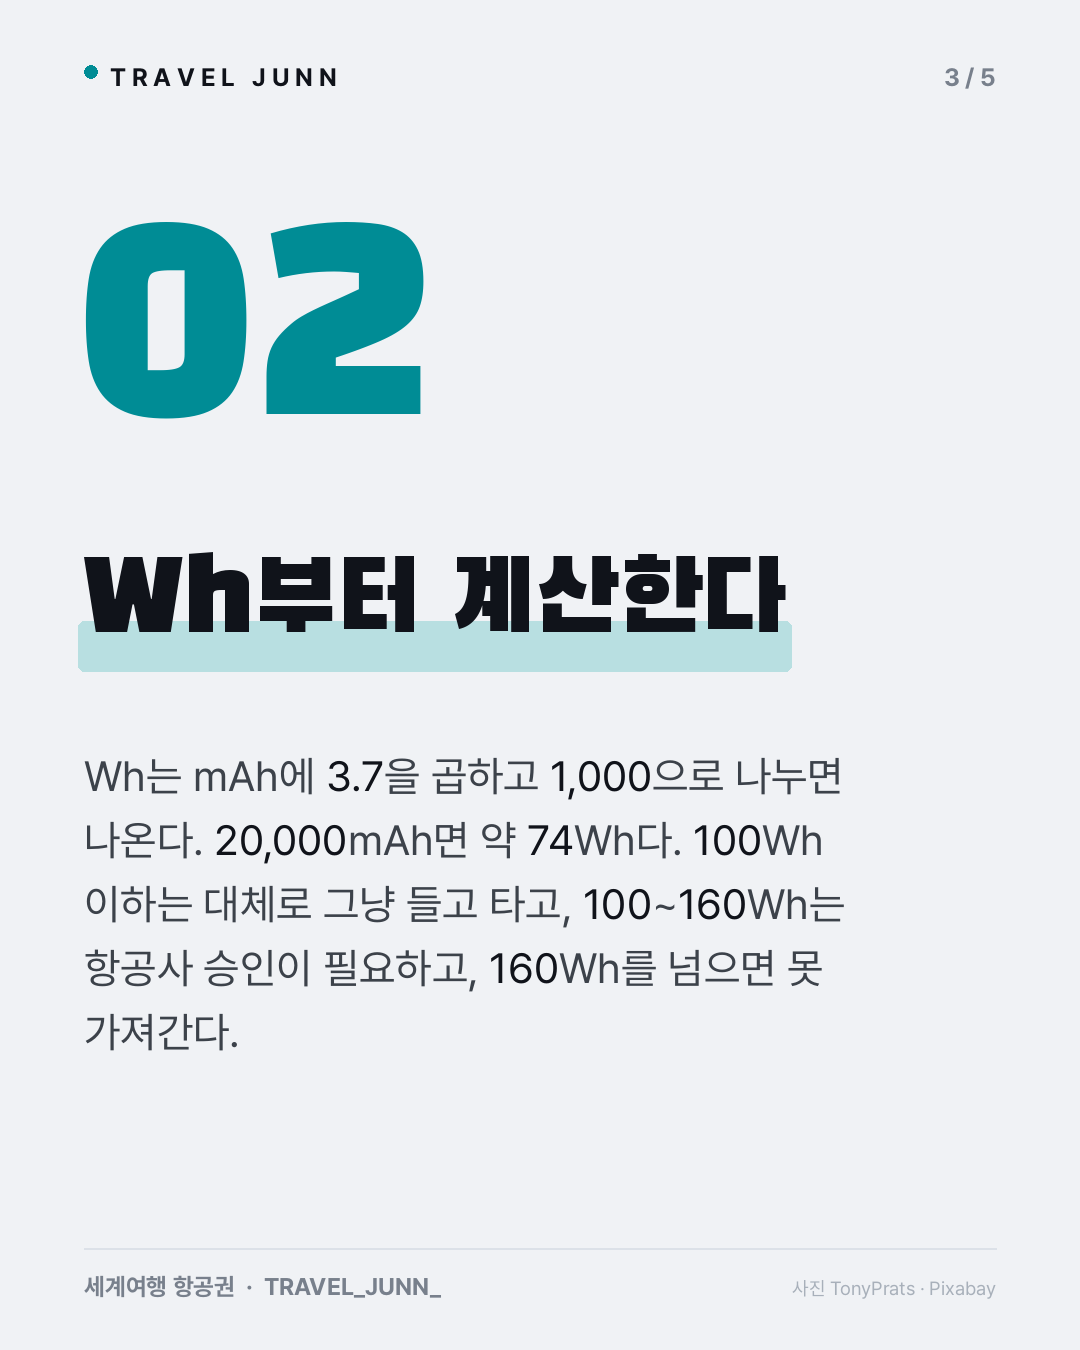 TRAVEL JUNN
3 / 5
02
Wh부터 계산한다
Wh는 mAh에 3.7을 곱하고 1,000으로 나누면
나온다. 20,000mAh면 약 74Wh다. 100Wh
이하는 대체로 그냥 들고 타고, 100~160Wh는
항공사 승인이 필요하고, 160Wh를 넘으면 못
가져간다.
세계여행 항공권 · TRAVEL_JUNN_
사진 TonyPrats · Pixabay